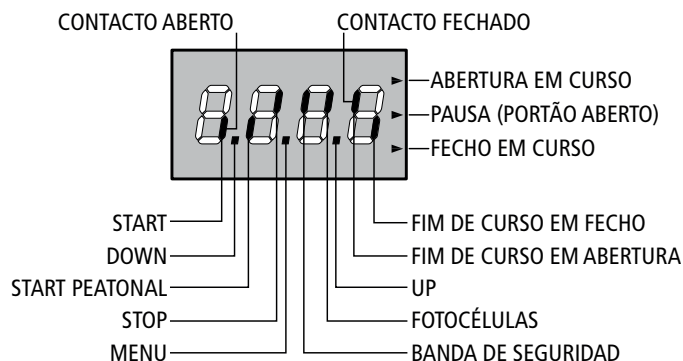 CONTACTO ABERTO
CONTACTO FECHADO
ABERTURA EM CURSO
PAUSA (PORTÃO ABERTO)
FECHO EM CURSO
START
DOWN
START PEATONAL
STOP
MENU
FIM DE CURSO EM FECHO
FIM DE CURSO EM ABERTURA
UP
FOTOCÉLULAS
BANDA DE SEGURIDAD